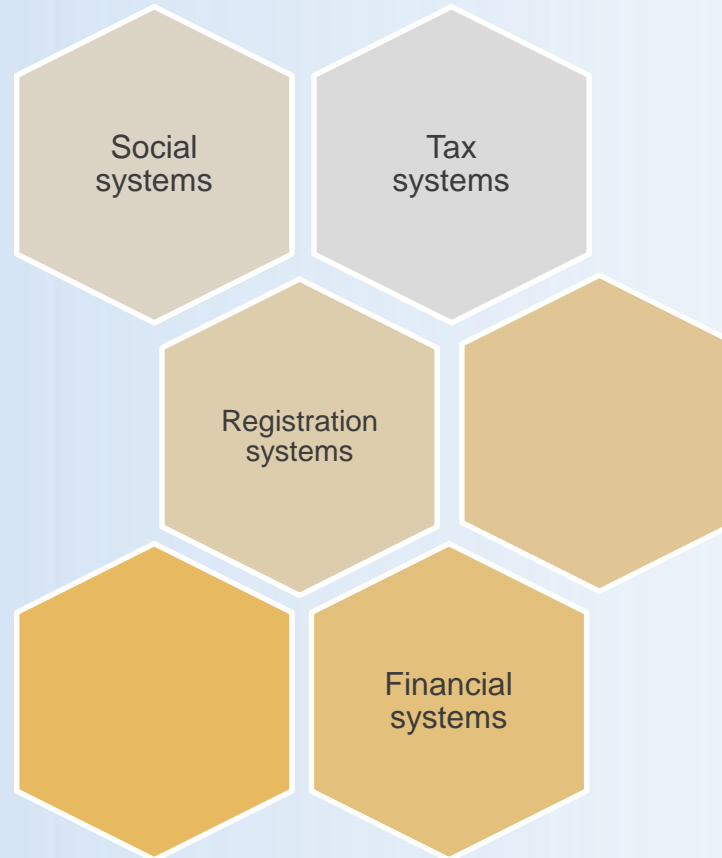 Social
systems
Tax
systems
Registration
systems
Financial
systems